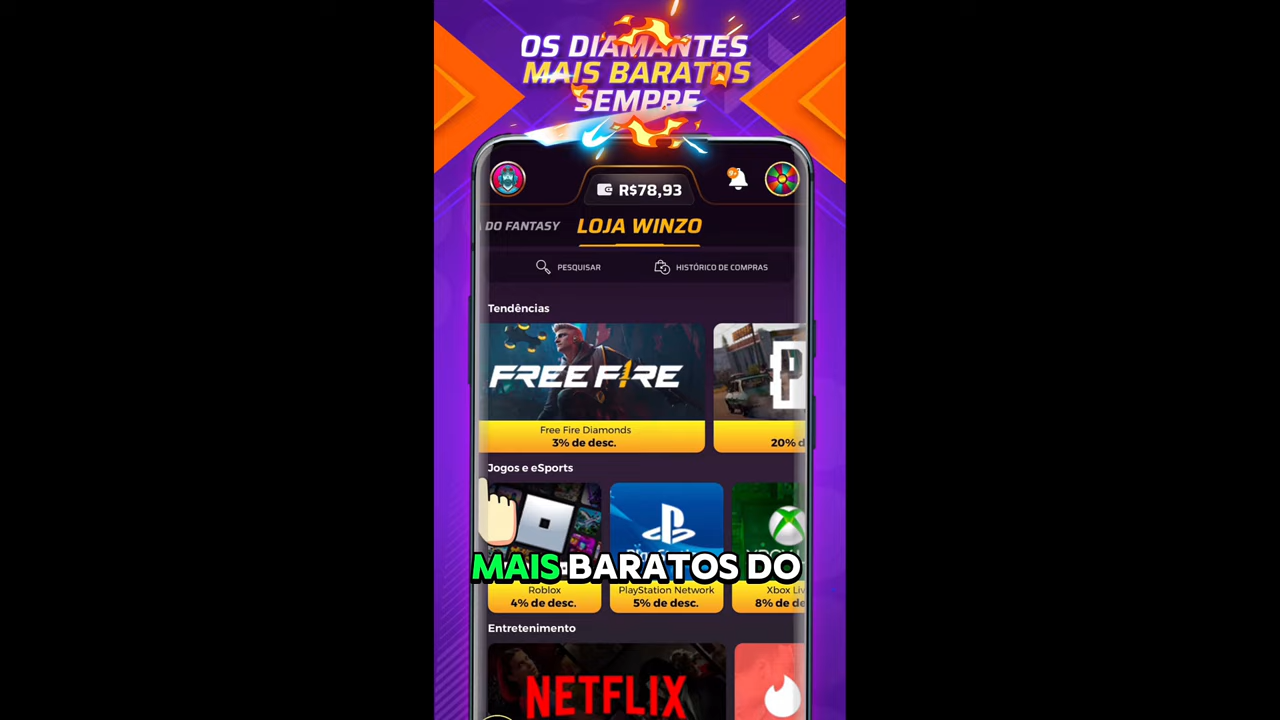 OS DIAMANTES
MAIS BARATOS
SEMPRE
R$78,93
DO FANTASY
LOJA WINZO
PESQUISAR
HISTÓRICO DE COMPRAS
Tendências
FREE FIRE
Free Fire Diamonds
3% de desc.
20% d
Jogos e eSports
MAIS BARATOS DO
Roblox
4% de desc.
PlayStation Network
5% de desc.
Xbox Liv
8% de de
Entretenimento
NETFLIX